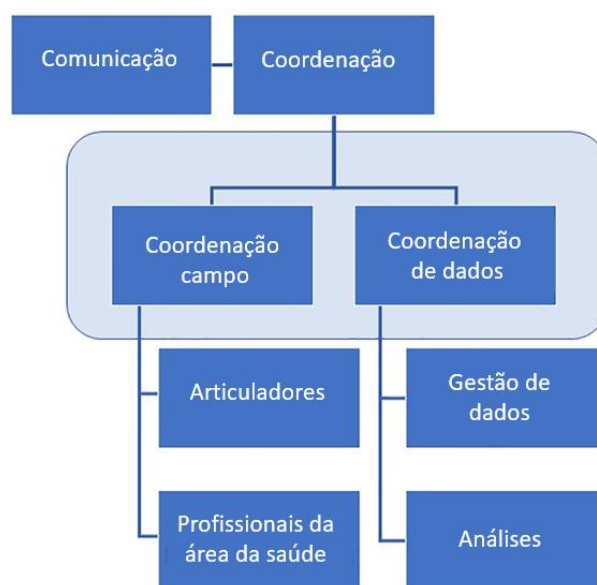 Comunicação
Coordenação
Coordenação
campo
Coordenação
de dados
Articuladores
Gestão de
dados
Profissionais da
área da saúde
Análises